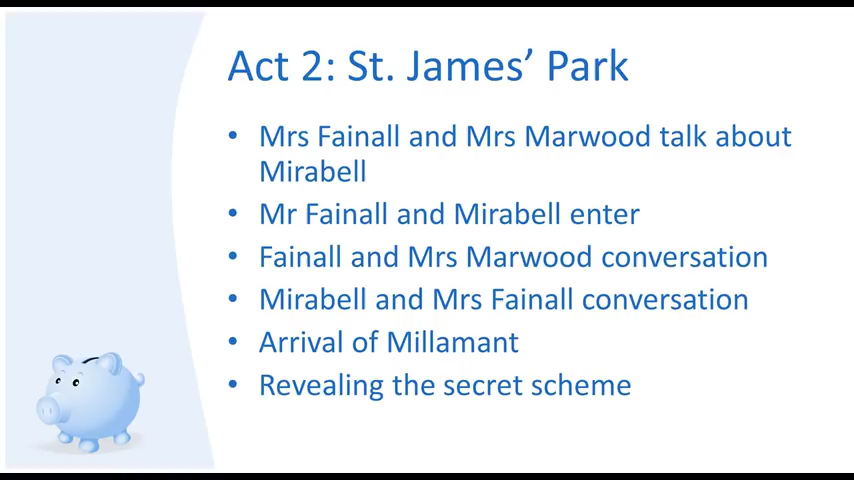 Act 2: St. James’ Park
• Mrs Fainall and Mrs Marwood talk about
Mirabell
• Mr Fainall and Mirabell enter
• Fainall and Mrs Marwood conversation
• Mirabell and Mrs Fainall conversation
• Arrival of Millamant
• Revealing the secret scheme